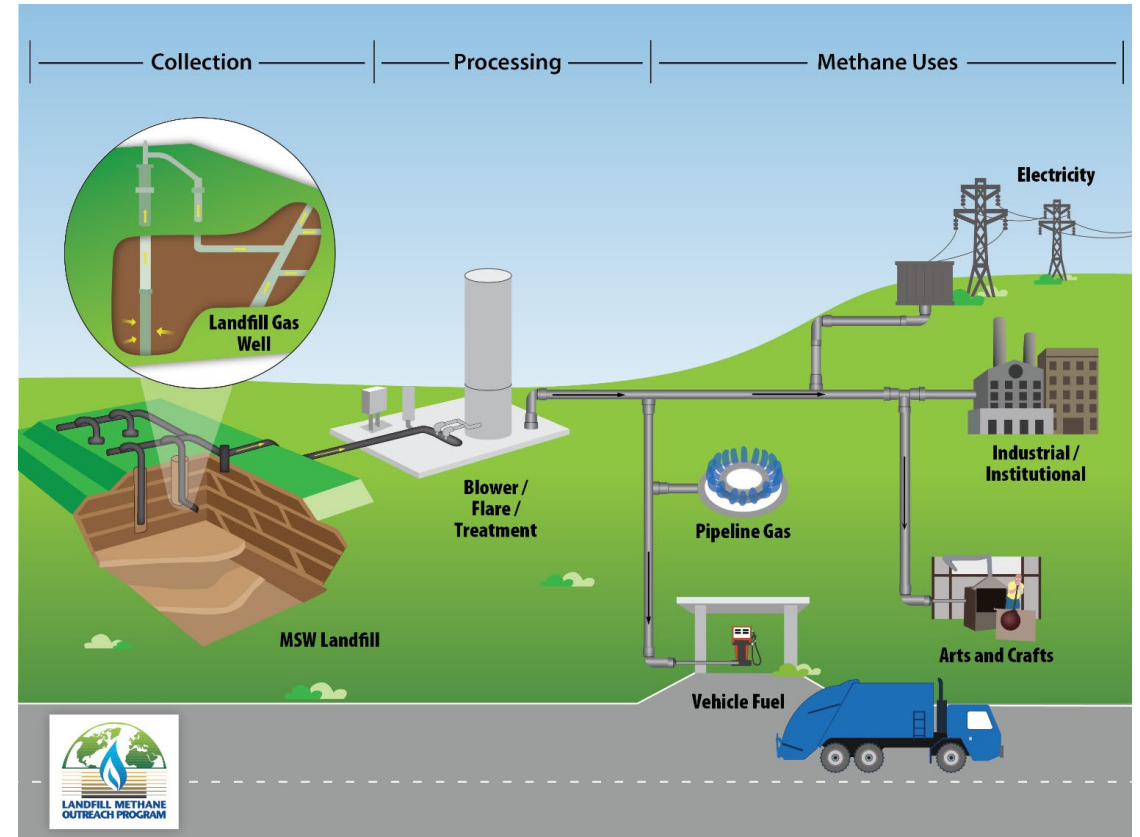 Collection
Processing
Methane Uses
Electricity
Landfill Gas
Well
Industrial /
Institutional
Blower /
Flare /
Treatment
Pipeline Gas
MSW Landfill
Arts and Crafts
Vehicle Fuel
LANDFILL METHANE
OUTREACH PROGRAM